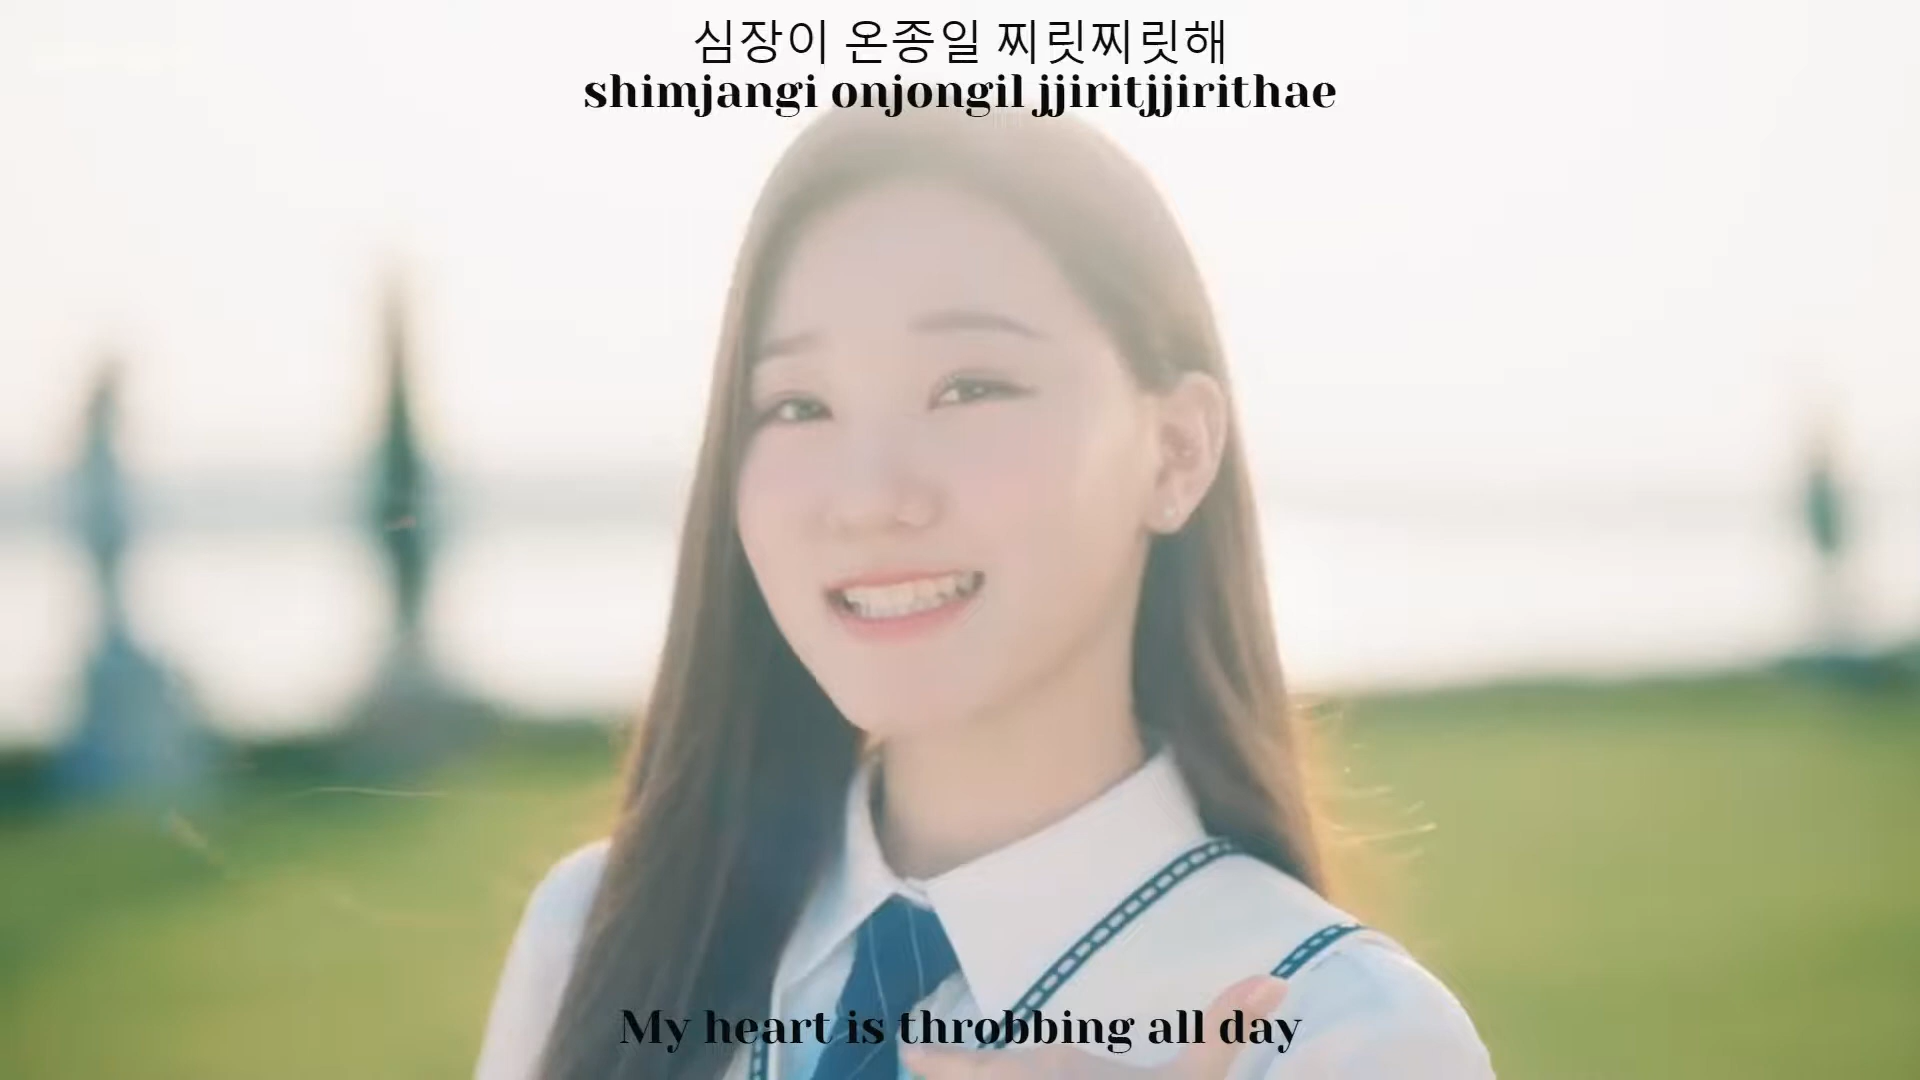 심장이 온종일 찌릿찌릿해
shimjangi onjongil jjiritjjirithae
My heart is throbbing all day